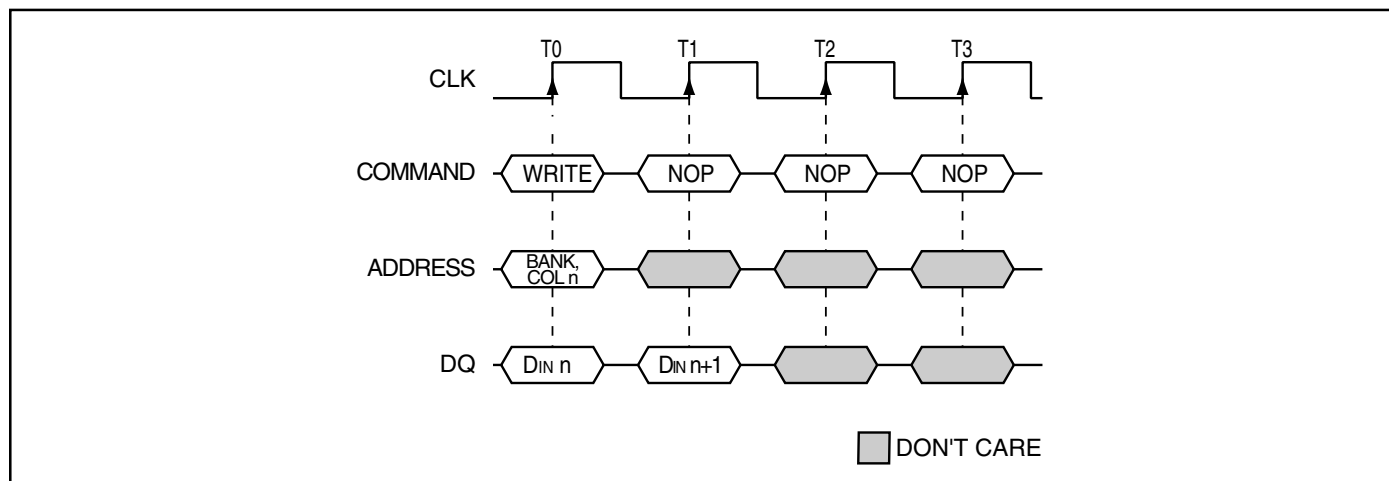 T0 T1 T2 T3
CLK
COMMAND WRITE NOP NOP NOP
ADDRESS BANK,
COL n
DQ DIN n DIN n+1
DON'T CARE